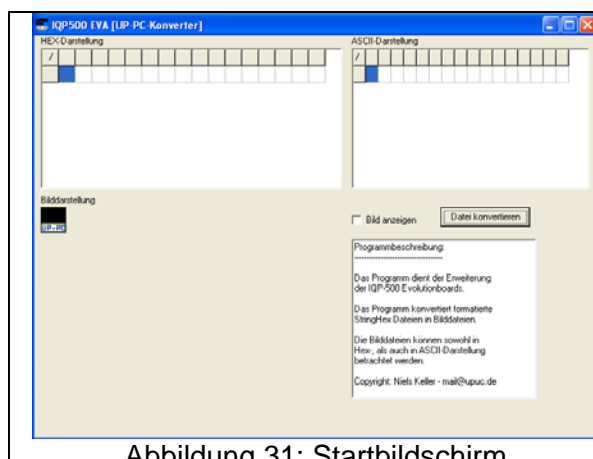 IQP500 EVA [UP-PC-Konverter]
HEX-Darstellung
ASCII-Darstellung
/
/
Bilddarstellung
UP-PC
Bild anzeigen
Datei konvertieren
Programmbeschreibung:
--------------------------------
Das Programm dient der Erweiterung
der IQP-500 Evolutionboards.
Das Programm konvertiert formatierte
StringHex Dateien in Bilddateien.
Die Bilddateien können sowohl in
Hex-, als auch in ASCII-Darstellung
betrachtet werden.
Copyright: Niels Keller - mail@upuc.de
Abbildung 31: Startbildschirm